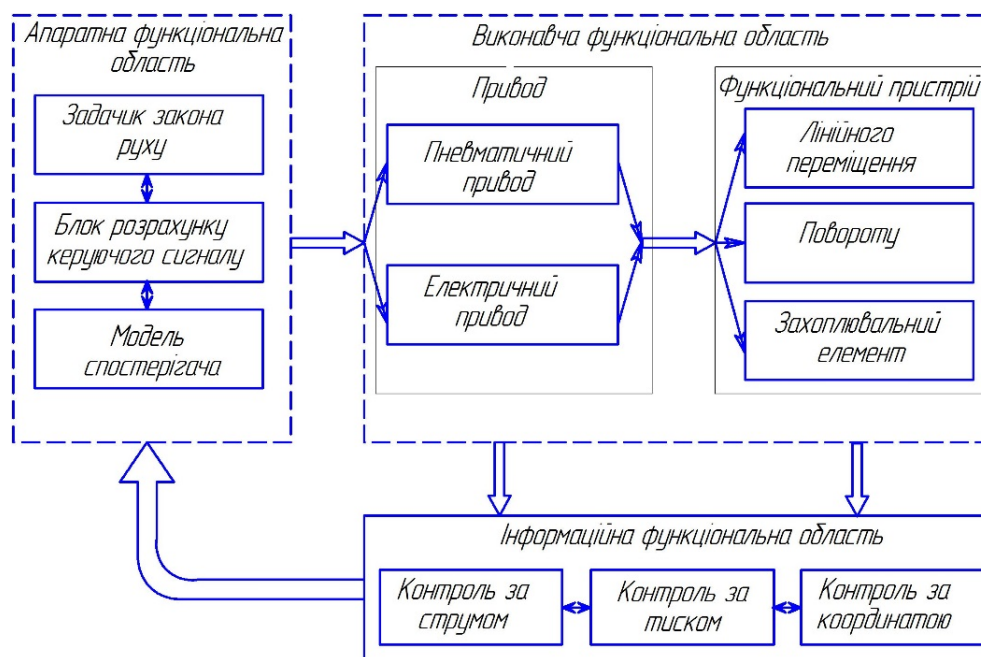 Апаратна функціональна
область
Задачик закона
руху
Блок розрахунку
керуючого сигналу
Модель
спостерігача
Виконавча функціональна область
Привод
Пневматичний
привод
Електричний
привод
Функціональний пристрій
Лінійного
переміщення
Повороту
Захоплювальний
елемент
Інформаційна функціональна область
Контроль за
струмом
Контроль за
тиском
Контроль за
координатою